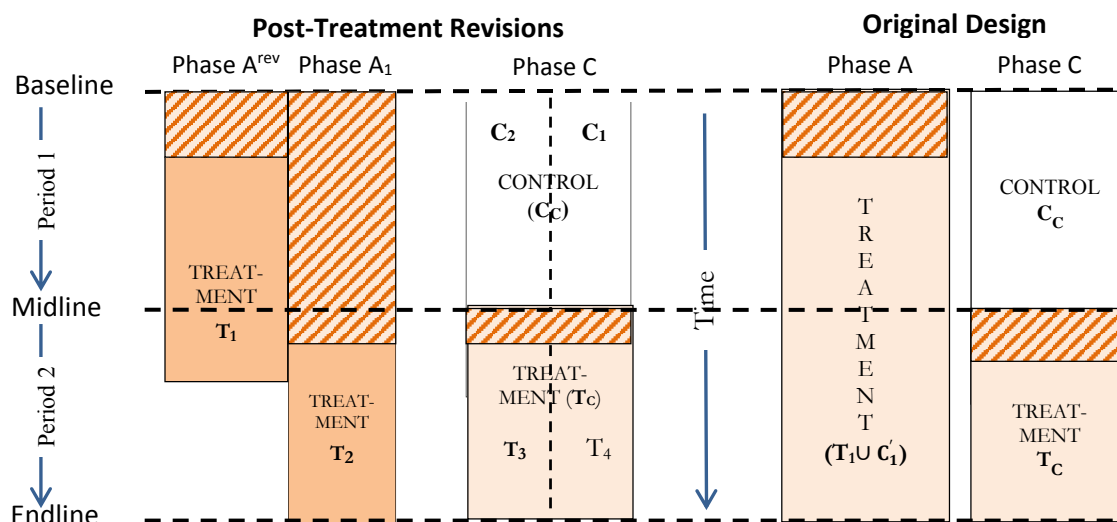 Post-Treatment Revisions
Original Design
Phase Aʳᵉᵛ
Phase A₁
Phase C
Phase A
Phase C
Baseline
Period 1
Midline
Period 2
Endline
TREAT-
MENT
T₁
TREAT-
MENT
T₂
C₂
C₁
CONTROL
(C_C)
TREAT-
MENT (T_C)
T₃
T₄
Time
T
R
E
A
T
M
E
N
T
(T₁∪ C₁′)
CONTROL
C_C
TREAT-
MENT
T_C